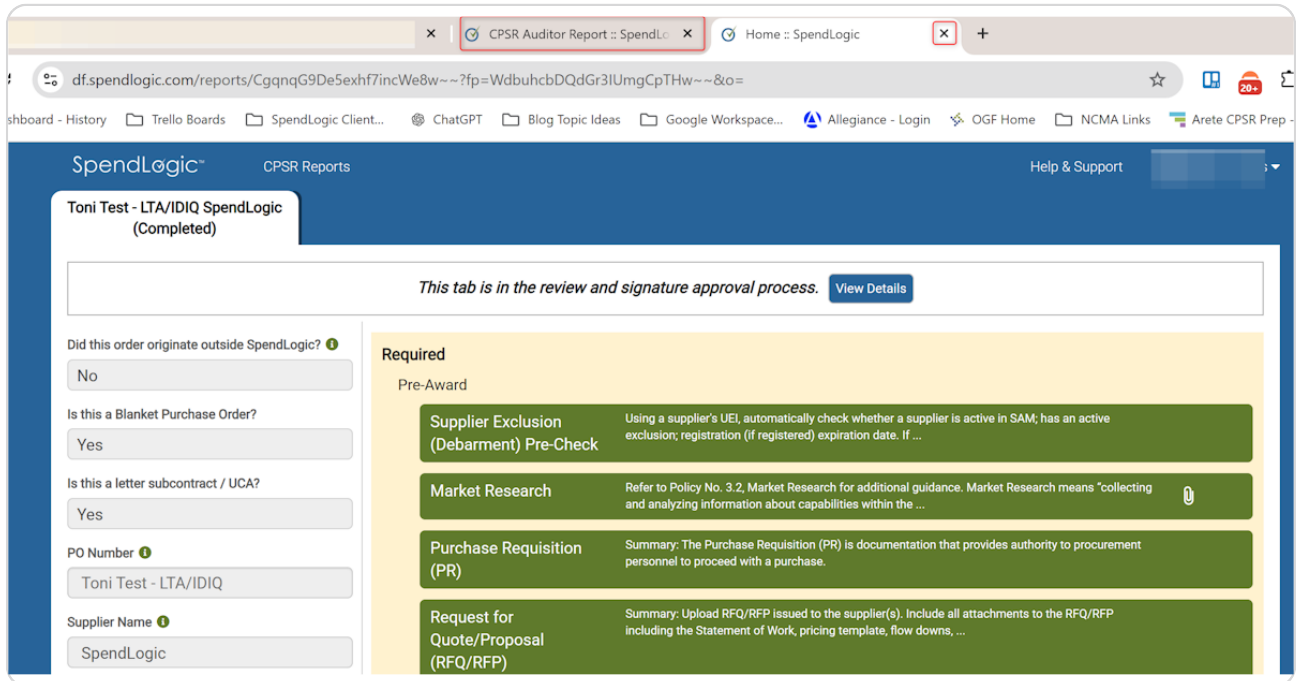 CPSR Auditor Report :: SpendLo
Home :: SpendLogic
df.spendlogic.com/reports/CgqnqG9De5exhf7incWe8w~~?fp=WdbuhcbDQdGr3IUmgCpTHw~~&o=
20+
shboard - History Trello Boards SpendLogic Client... ChatGPT Blog Topic Ideas Google Workspace... Allegiance - Login OGF Home NCMA Links Arete CPSR Prep -
SpendLogic™ CPSR Reports Help & Support
Toni Test - LTA/IDIQ SpendLogic
(Completed)
This tab is in the review and signature approval process. View Details
Did this order originate outside SpendLogic?
No
Is this a Blanket Purchase Order?
Yes
Is this a letter subcontract / UCA?
Yes
PO Number
Toni Test - LTA/IDIQ
Supplier Name
SpendLogic
Required
Pre-Award
Supplier Exclusion
(Debarment) Pre-Check
Using a supplier's UEI, automatically check whether a supplier is active in SAM; has an active
exclusion; registration (if registered) expiration date. If ...
Market Research
Refer to Policy No. 3.2, Market Research for additional guidance. Market Research means "collecting
and analyzing information about capabilities within the ...
Purchase Requisition
(PR)
Summary: The Purchase Requisition (PR) is documentation that provides authority to procurement
personnel to proceed with a purchase.
Request for
Quote/Proposal
(RFQ/RFP)
Summary: Upload RFQ/RFP issued to the supplier(s). Include all attachments to the RFQ/RFP
including the Statement of Work, pricing template, flow downs, ...